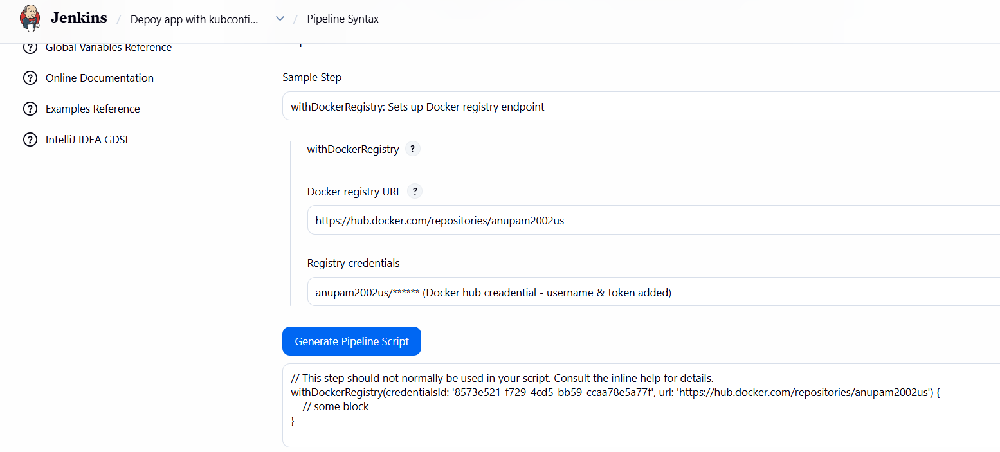 Jenkins / Depoy app with kubconfi... / Pipeline Syntax
Global Variables Reference
Online Documentation
Examples Reference
IntelliJ IDEA GDSL
Steps
Sample Step
withDockerRegistry: Sets up Docker registry endpoint
withDockerRegistry ?
Docker registry URL ?
https://hub.docker.com/repositories/anupam2002us
Registry credentials
anupam2002us/****** (Docker hub creadential - username & token added)
Generate Pipeline Script
// This step should not normally be used in your script. Consult the inline help for details.
withDockerRegistry(credentialsId: '8573e521-f729-4cd5-bb59-ccaa78e5a77f', url: 'https://hub.docker.com/repositories/anupam2002us') {
    // some block
}